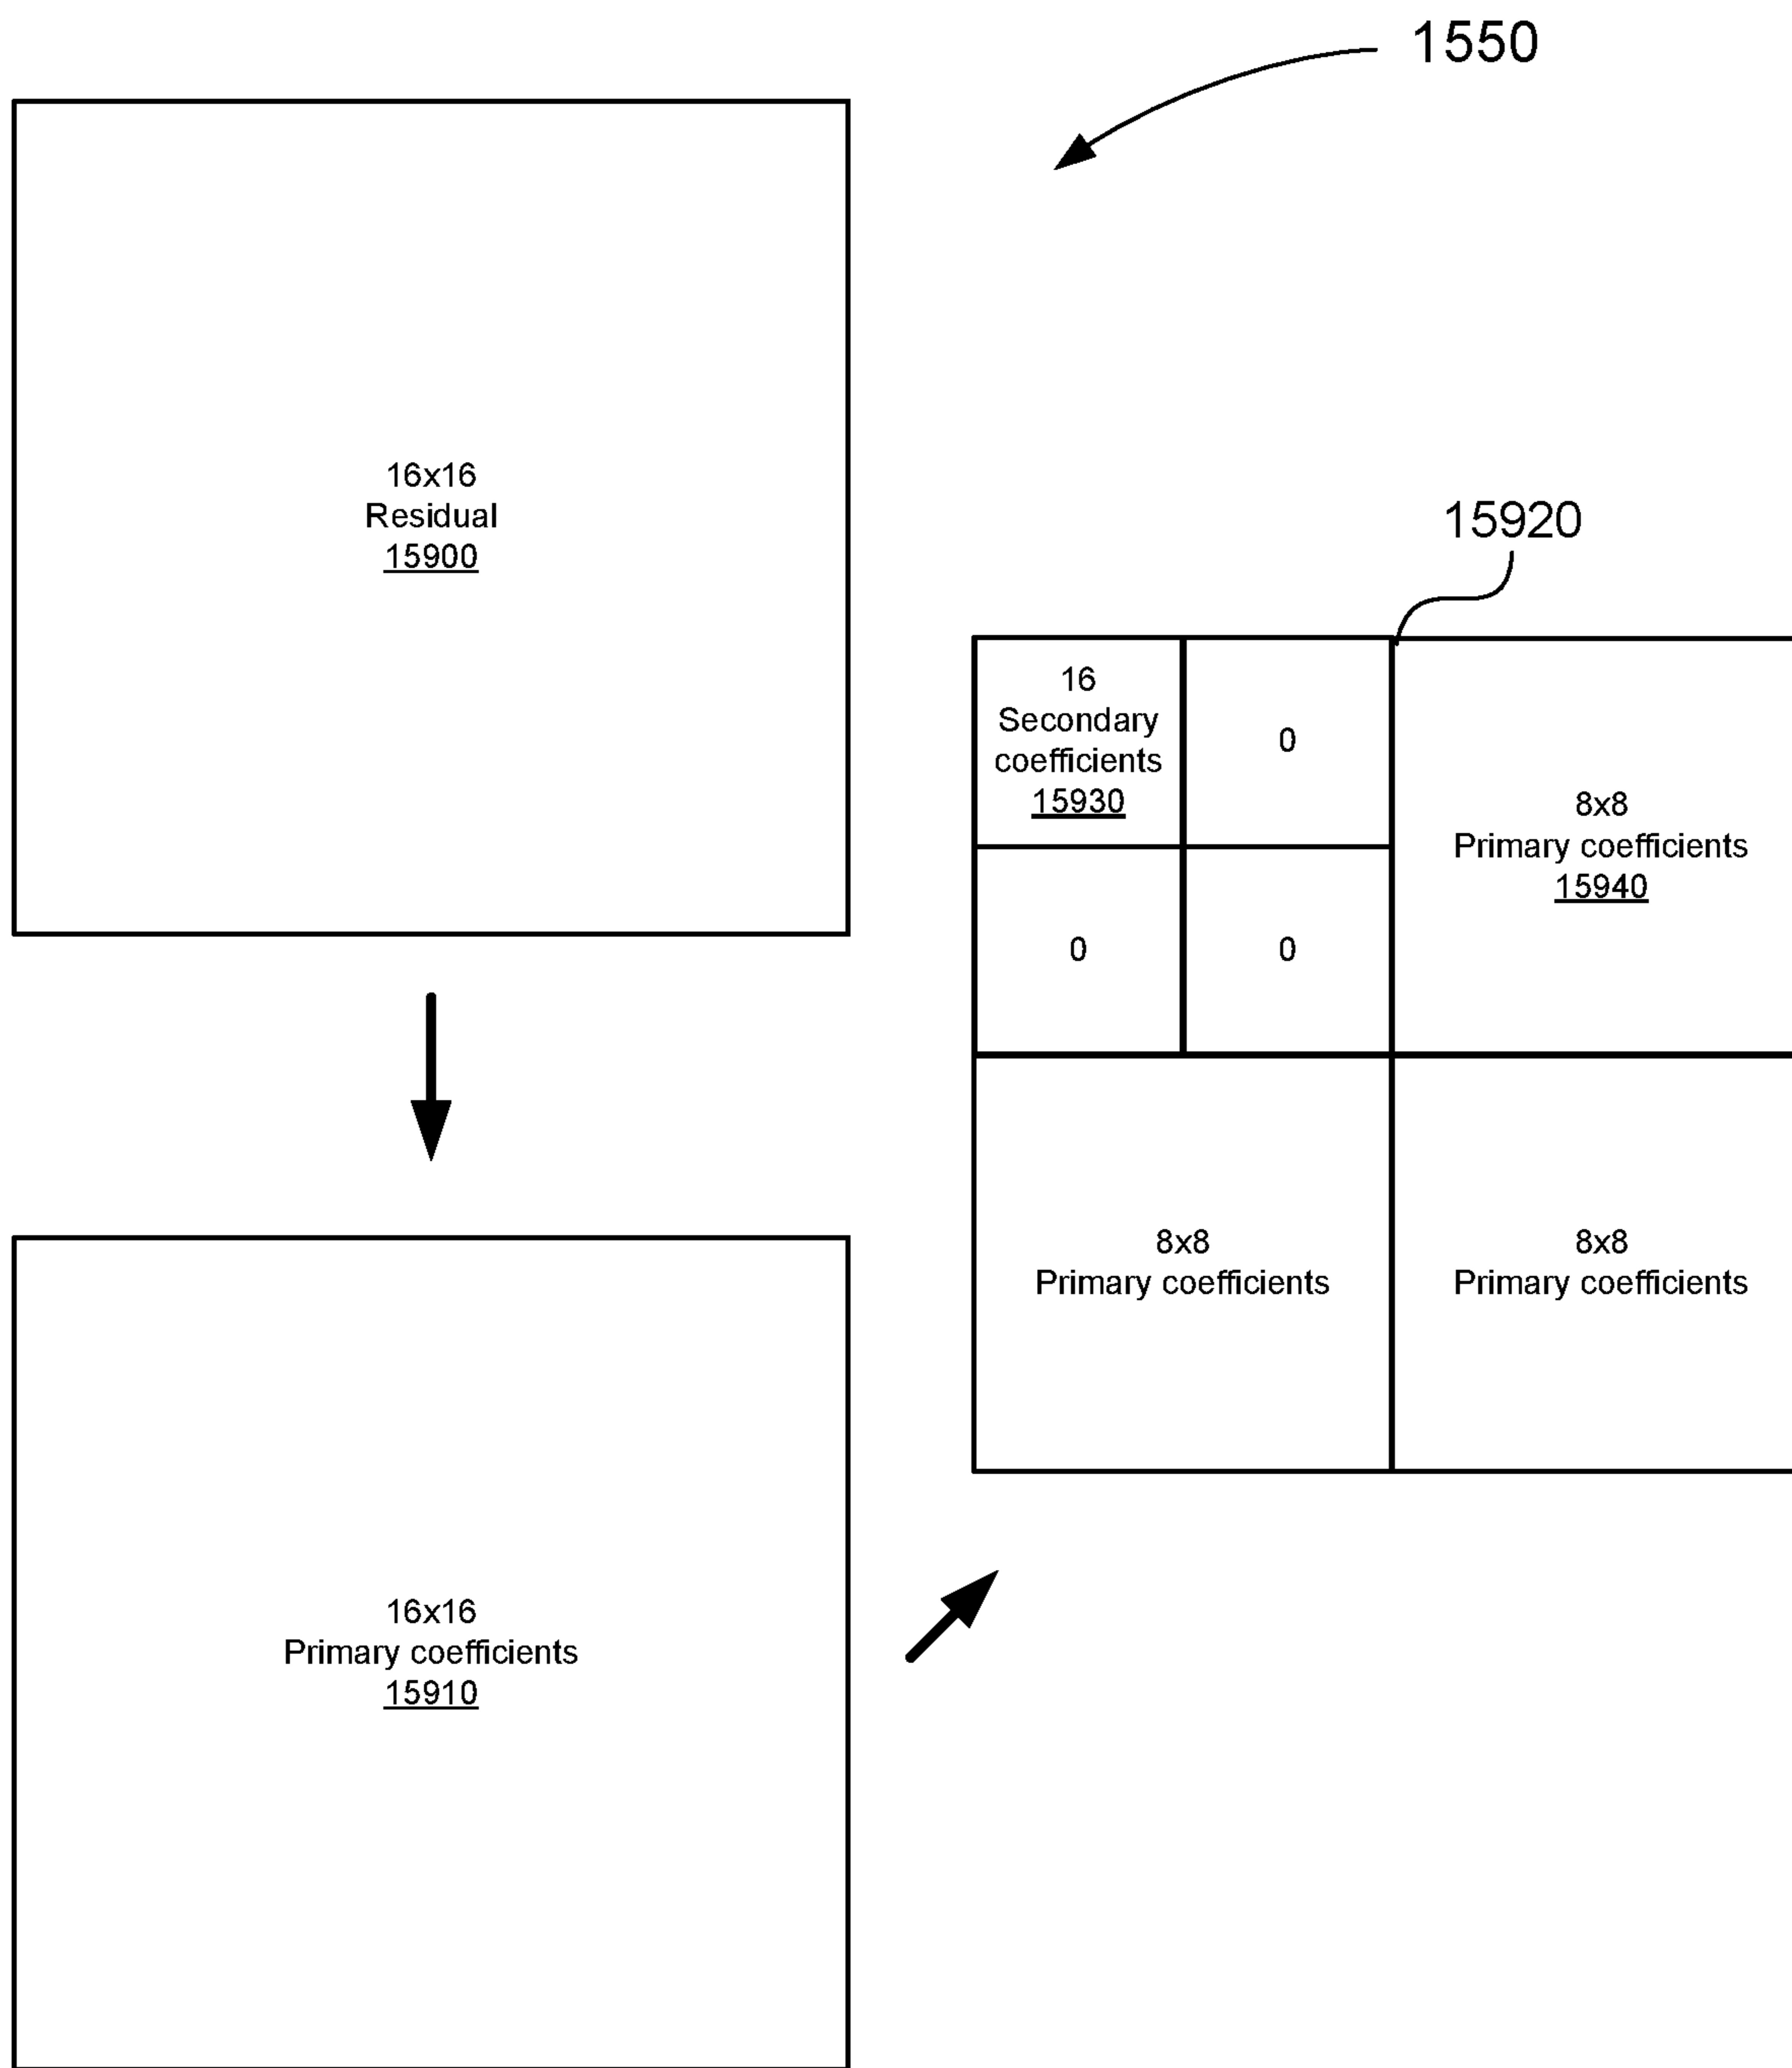 1550
16x16
Residual
15900
15920
16
Secondary
coefficients
15930
0
8x8
Primary coefficients
15940
0
0
8x8
Primary coefficients
8x8
Primary coefficients
16x16
Primary coefficients
15910